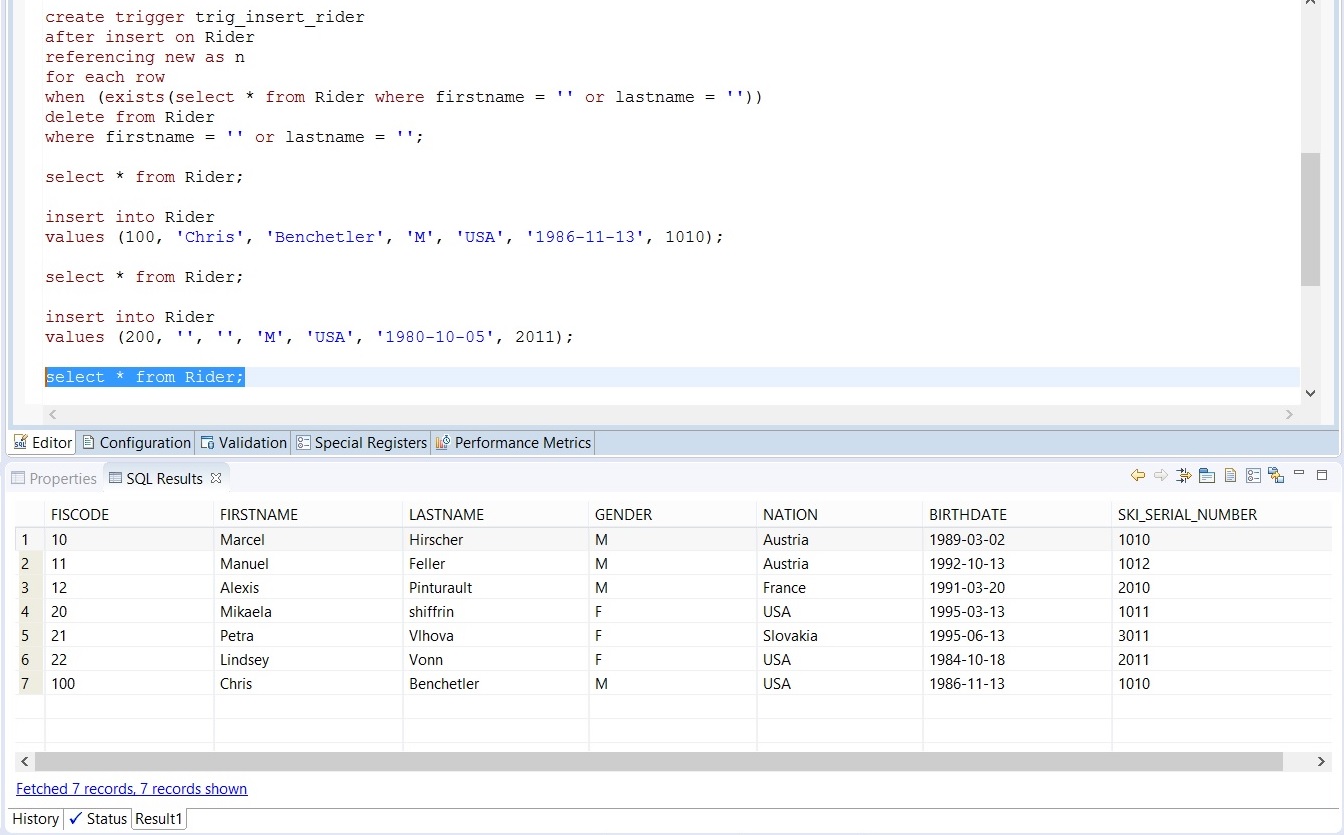 create trigger trig_insert_rider
after insert on Rider
referencing new as n
for each row
when (exists(select * from Rider where firstname = '' or lastname = ''))
delete from Rider
where firstname = '' or lastname = '';
select * from Rider;
insert into Rider
values (100, 'Chris', 'Benchetler', 'M', 'USA', '1986-11-13', 1010);
select * from Rider;
insert into Rider
values (200, '', '', 'M', 'USA', '1980-10-05', 2011);
select * from Rider;
Editor Configuration Validation Special Registers Performance Metrics
Properties SQL Results
FISCODE FIRSTNAME LASTNAME GENDER NATION BIRTHDATE SKI_SERIAL_NUMBER
1 10 Marcel Hirscher M Austria 1989-03-02 1010
2 11 Manuel Feller M Austria 1992-10-13 1012
3 12 Alexis Pinturault M France 1991-03-20 2010
4 20 Mikaela shiffrin F USA 1995-03-13 1011
5 21 Petra Vlhova F Slovakia 1995-06-13 3011
6 22 Lindsey Vonn F USA 1984-10-18 2011
7 100 Chris Benchetler M USA 1986-11-13 1010
Fetched 7 records, 7 records shown
History Status Result1